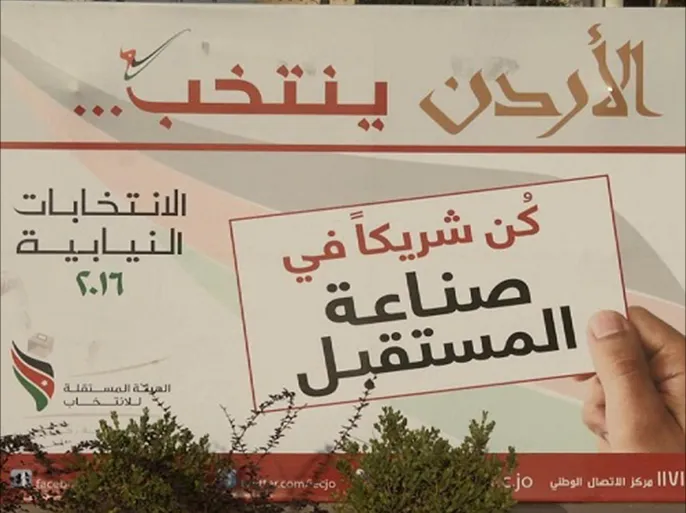 الأردن ينتخب...
الانتخابات
النيابية
٢٠١٦
كُن شريكاً في
صناعة
المستقبل
الهيئة المستقلة
للانتخاب
مركز الاتصال الوطني